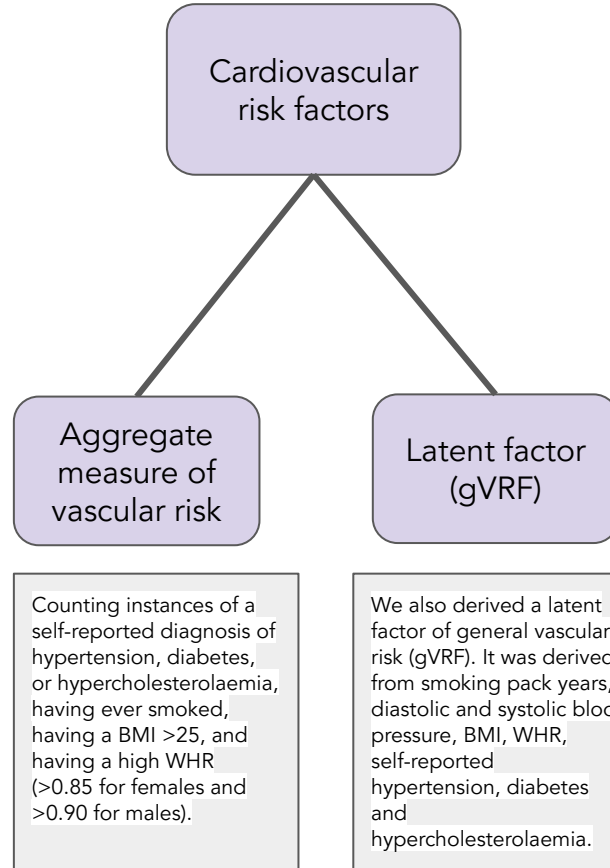 Cardiovascular
risk factors
Aggregate
measure of
vascular risk
Latent factor
(gVRF)
Counting instances of a
self-reported diagnosis of
hypertension, diabetes,
or hypercholesterolaemia,
having ever smoked,
having a BMI >25, and
having a high WHR
(>0.85 for females and
>0.90 for males).
We also derived a latent
factor of general vascular
risk (gVRF). It was derived
from smoking pack years,
diastolic and systolic
pressure, BMI, WHR,
self-reported
hypertension, diabetes
and
hypercholesterolaemia.